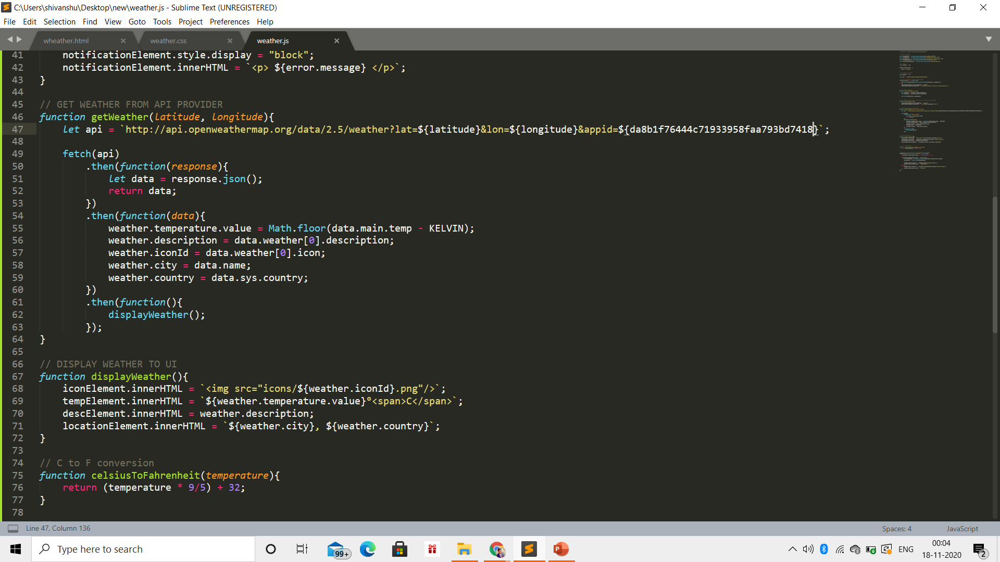 C:\Users\shivanshu\Desktop\new\weather.js - Sublime Text (UNREGISTERED)
File Edit Selection Find View Goto Tools Project Preferences Help
wheather.html × weather.css × weather.js ×
41 notificationElement.style.display = "block";
42 notificationElement.innerHTML = `<p> ${error.message} </p>`;
43 }
44
45 // GET WEATHER FROM API PROVIDER
46 function getWeather(latitude, longitude){
47 let api = `http://api.openweathermap.org/data/2.5/weather?lat=${latitude}&lon=${longitude}&appid=${da8b1f76444c71933958faa793bd7418}`;
48
49 fetch(api)
50 .then(function(response){
51 let data = response.json();
52 return data;
53 })
54 .then(function(data){
55 weather.temperature.value = Math.floor(data.main.temp - KELVIN);
56 weather.description = data.weather[0].description;
57 weather.iconId = data.weather[0].icon;
58 weather.city = data.name;
59 weather.country = data.sys.country;
60 })
61 .then(function(){
62 displayWeather();
63 });
64 }
65
66 // DISPLAY WEATHER TO UI
67 function displayWeather(){
68 iconElement.innerHTML = `<img src="icons/${weather.iconId}.png"/>`;
69 tempElement.innerHTML = `${weather.temperature.value}°<span>C</span>`;
70 descElement.innerHTML = weather.description;
71 locationElement.innerHTML = `${weather.city}, ${weather.country}`;
72 }
73
74 // C to F conversion
75 function celsiusToFahrenheit(temperature){
76 return (temperature * 9/5) + 32;
77 }
78
Line 47, Column 136 Spaces: 4 JavaScript
Type here to search 99+ ENG 00:04
18-11-2020 2